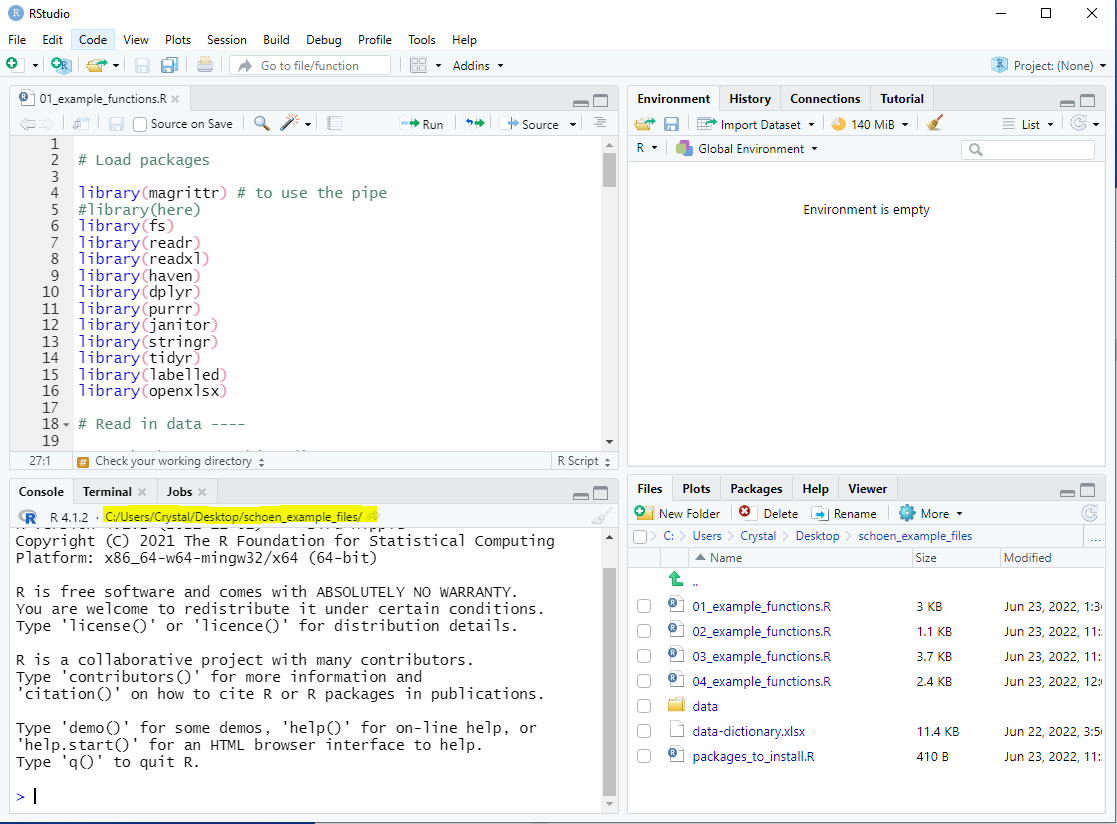 RStudio
File Edit Code View Plots Session Build Debug Profile Tools Help
Go to file/function Addins Project: (None)
01_example_functions.R
Source on Save Run Source
1
2 # Load packages
3
4 library(magrittr) # to use the pipe
5 #library(here)
6 library(fs)
7 library(readr)
8 library(readxl)
9 library(haven)
10 library(dplyr)
11 library(purrr)
12 library(janitor)
13 library(stringr)
14 library(tidyr)
15 library(labelled)
16 library(openxlsx)
17
18 # Read in data ----
19
27:1 # Check your working directory R Script
Console Terminal Jobs
R 4.1.2 · C:/Users/Crystal/Desktop/schoen_example_files/
Copyright (C) 2021 The R Foundation for Statistical Computing
Platform: x86_64-w64-mingw32/x64 (64-bit)
R is free software and comes with ABSOLUTELY NO WARRANTY.
You are welcome to redistribute it under certain conditions.
Type 'license()' or 'licence()' for distribution details.
R is a collaborative project with many contributors.
Type 'contributors()' for more information and
'citation()' on how to cite R or R packages in publications.
Type 'demo()' for some demos, 'help()' for on-line help, or
'help.start()' for an HTML browser interface to help.
Type 'q()' to quit R.
>
Environment History Connections Tutorial
Import Dataset 140 MiB List
R Global Environment
Environment is empty
Files Plots Packages Help Viewer
New Folder Delete Rename More
C: Users Crystal Desktop schoen_example_files ...
Name Size Modified
..
01_example_functions.R 3 KB Jun 23, 2022, 1:3
02_example_functions.R 1.1 KB Jun 23, 2022, 11:
03_example_functions.R 3.7 KB Jun 23, 2022, 11:
04_example_functions.R 2.4 KB Jun 23, 2022, 12:
data
data-dictionary.xlsx 11.4 KB Jun 22, 2022, 3:5
packages_to_install.R 410 B Jun 23, 2022, 11: